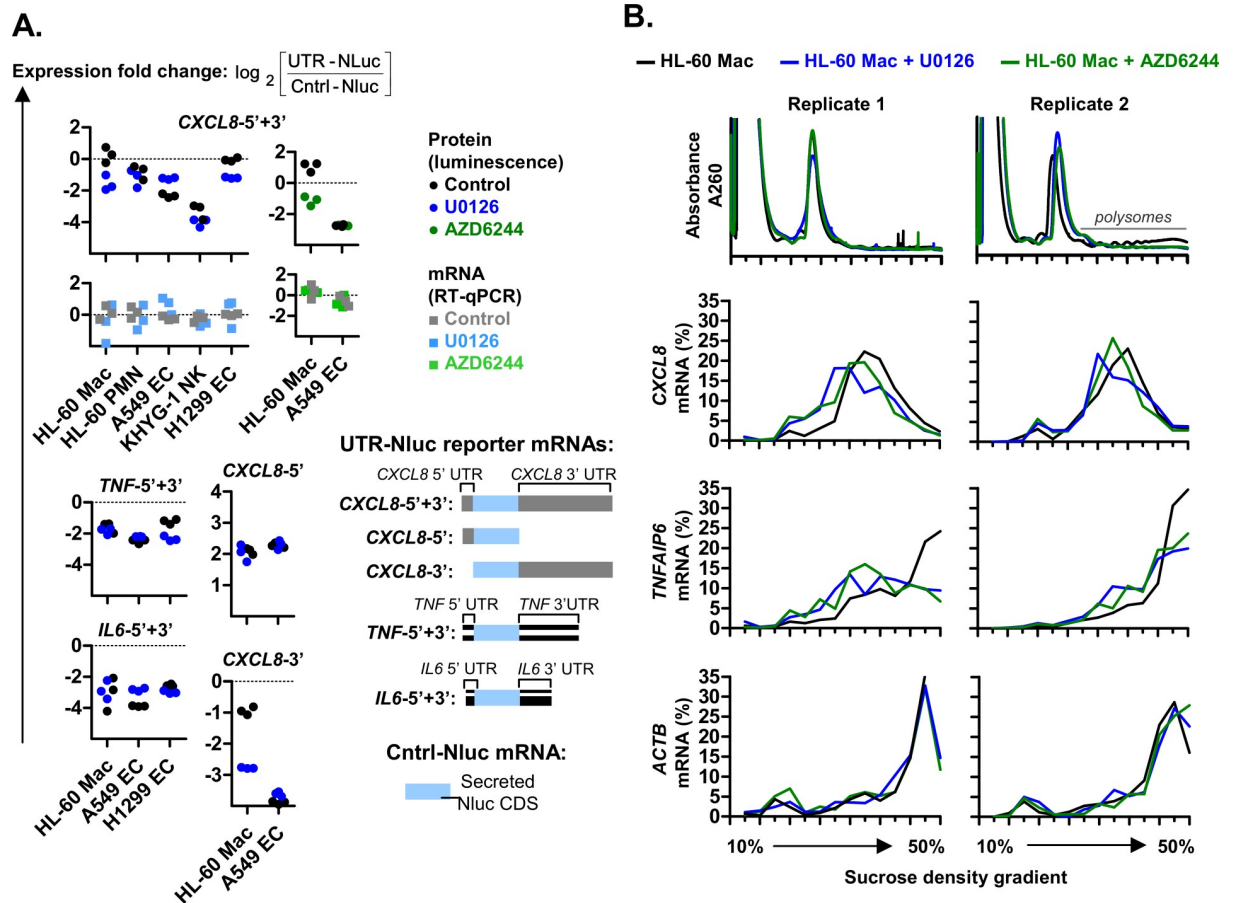 A.
Expression fold change: log 2 [UTR - NLuc / Cntrl - Nluc]
CXCL8-5’+3’
2
0
-2
-4
2
0
-2
2
0
2
0
-2
HL-60 Mac
HL-60 PMN
A549 EC
KHYG-1 NK
H1299 EC
HL-60 Mac
A549 EC
Protein
(luminescence)
Control
U0126
AZD6244
mRNA
(RT-qPCR)
Control
U0126
AZD6244
TNF-5’+3’
0
-2
-4
CXCL8-5’
4
3
2
1
IL6-5’+3’
0
-2
-4
HL-60 Mac
A549 EC
H1299 EC
CXCL8-3’
0
-1
-2
-3
HL-60 Mac
A549 EC
UTR-Nluc reporter mRNAs:
CXCL8 5’ UTR
CXCL8 3’ UTR
CXCL8-5’+3’:
CXCL8-5’:
CXCL8-3’:
TNF 5’ UTR
TNF 3’UTR
TNF-5’+3’:
IL6 5’ UTR
IL6 3’ UTR
IL6-5’+3’:
Cntrl-Nluc mRNA:
Secreted
Nluc CDS
B.
HL-60 Mac
HL-60 Mac + U0126
HL-60 Mac + AZD6244
Replicate 1
Replicate 2
Absorbance
A260
polysomes
CXCL8
mRNA (%)
35
30
25
20
15
10
5
0
TNFAIP6
mRNA (%)
35
30
25
20
15
10
5
0
ACTB
mRNA (%)
35
30
25
20
15
10
5
0
10%
50%
10%
50%
Sucrose density gradient